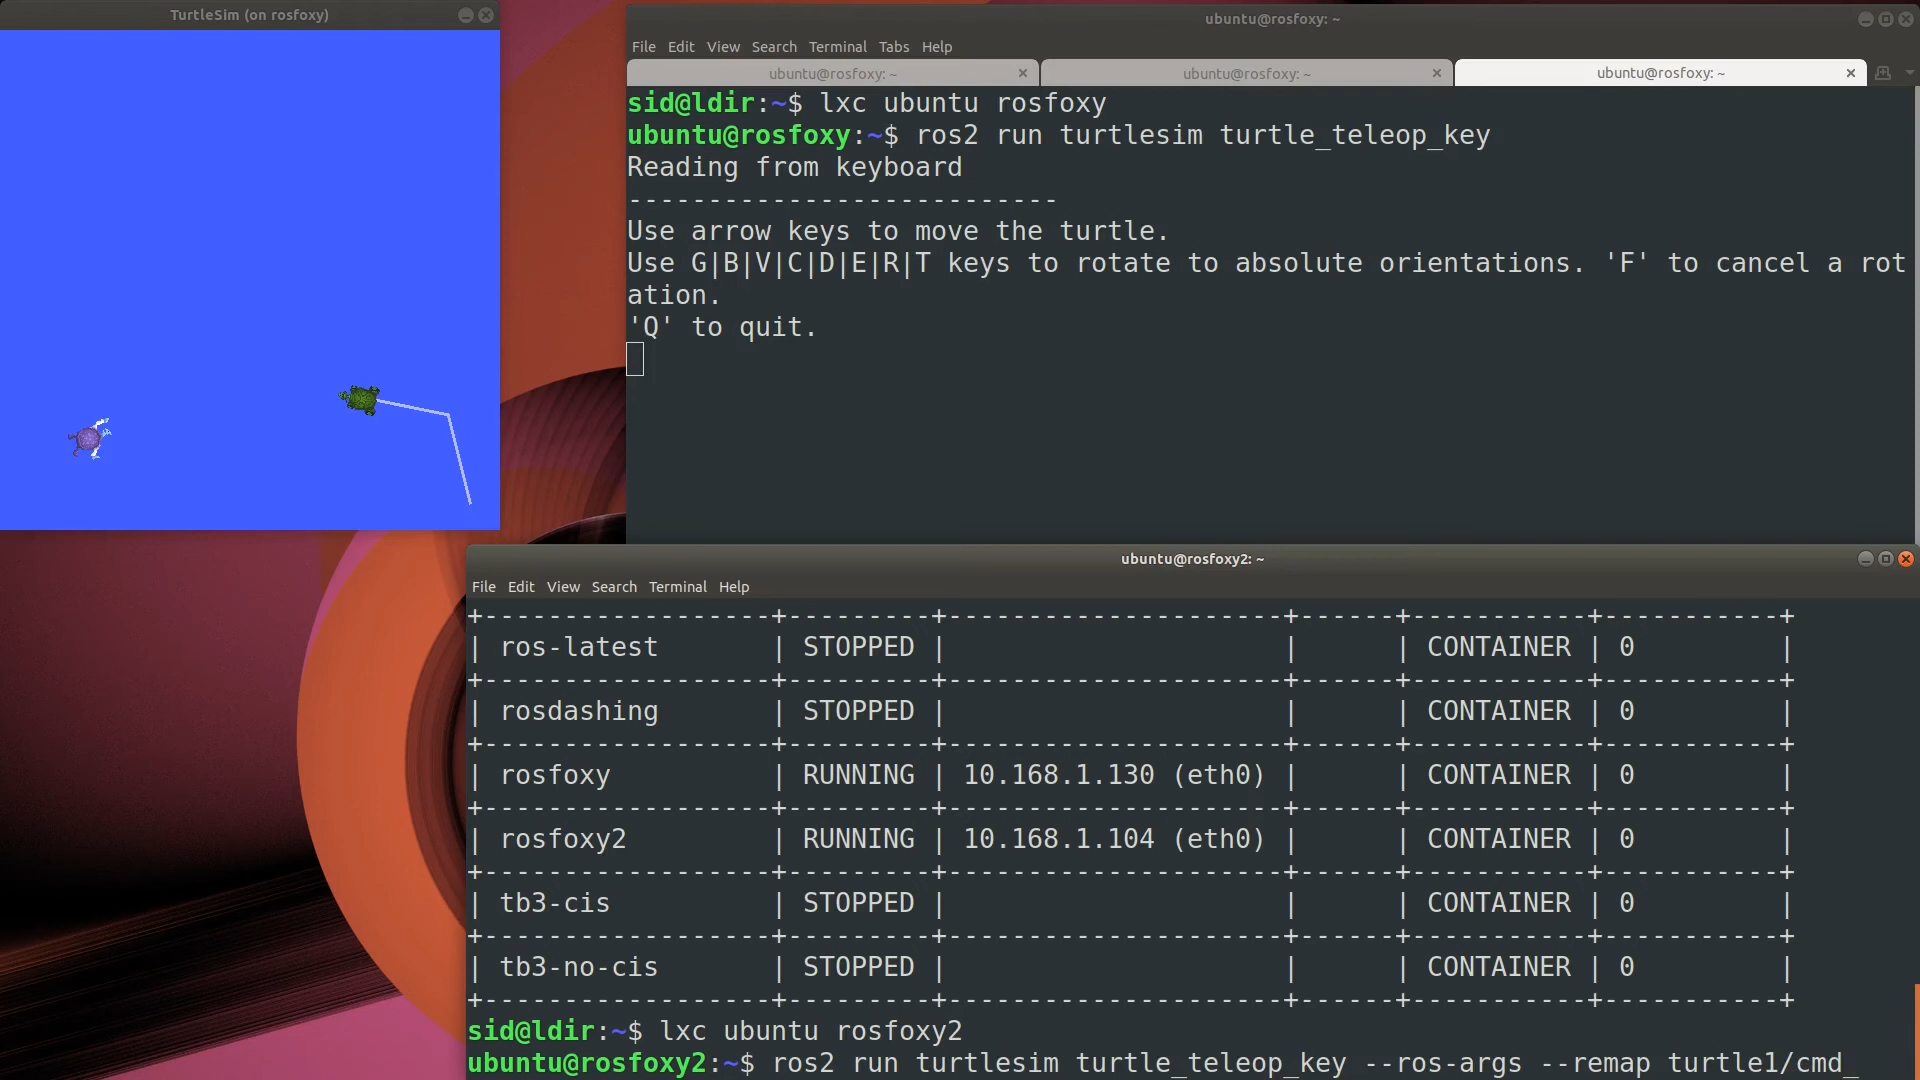 TurtleSim (on rosfoxy)
ubuntu@rosfoxy: ~
File Edit View Search Terminal Tabs Help
ubuntu@rosfoxy: ~ ubuntu@rosfoxy: ~ ubuntu@rosfoxy: ~
sid@ldir:~$ lxc ubuntu rosfoxy
ubuntu@rosfoxy:~$ ros2 run turtlesim turtle_teleop_key
Reading from keyboard
---------------------------
Use arrow keys to move the turtle.
Use G|B|V|C|D|E|R|T keys to rotate to absolute orientations. 'F' to cancel a rot
ation.
'Q' to quit.
ubuntu@rosfoxy2: ~
File Edit View Search Terminal Help
+------------------+---------+---------------------+------+-----------+-----------+
| ros-latest       | STOPPED |                     |      | CONTAINER | 0         |
+------------------+---------+---------------------+------+-----------+-----------+
| rosdashing       | STOPPED |                     |      | CONTAINER | 0         |
+------------------+---------+---------------------+------+-----------+-----------+
| rosfoxy          | RUNNING | 10.168.1.130 (eth0) |      | CONTAINER | 0         |
+------------------+---------+---------------------+------+-----------+-----------+
| rosfoxy2         | RUNNING | 10.168.1.104 (eth0) |      | CONTAINER | 0         |
+------------------+---------+---------------------+------+-----------+-----------+
| tb3-cis          | STOPPED |                     |      | CONTAINER | 0         |
+------------------+---------+---------------------+------+-----------+-----------+
| tb3-no-cis       | STOPPED |                     |      | CONTAINER | 0         |
+------------------+---------+---------------------+------+-----------+-----------+
sid@ldir:~$ lxc ubuntu rosfoxy2
ubuntu@rosfoxy2:~$ ros2 run turtlesim turtle_teleop_key --ros-args --remap turtle1/cmd_